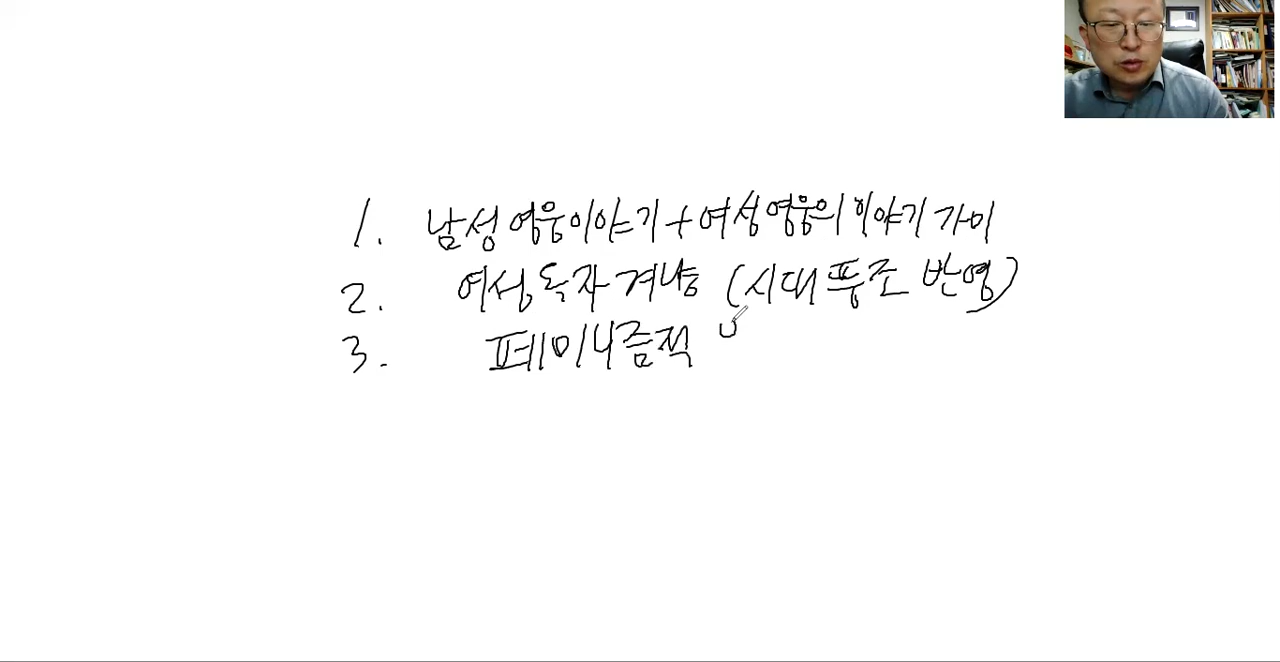 1. 남성영웅이야기+여성영웅의 이야기 가미
2. 여성독자 겨냥 (시대풍조 반영)
3. 페미니즘적